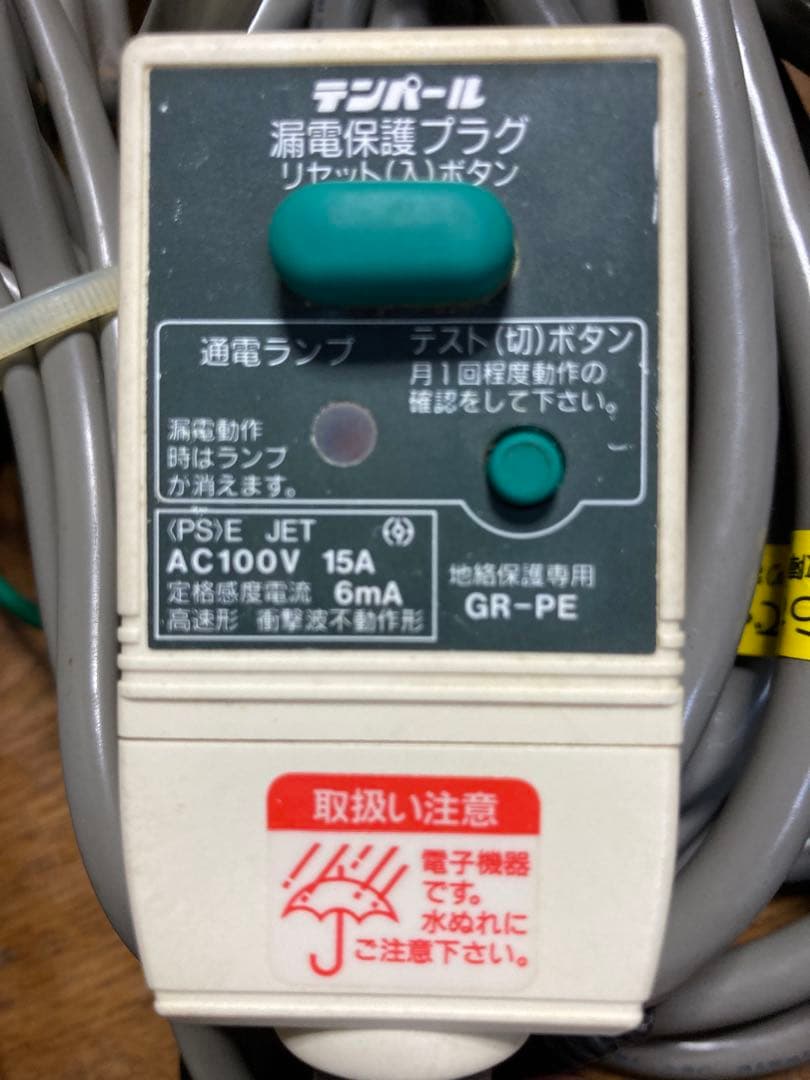 テンパール
漏電保護プラグ
リセット(入)ボタン
通電ランプ
テスト(切)ボタン
月1回程度動作の
確認をして下さい。
漏電動作
時はランプ
が消えます。
〈PS〉E JET
AC100V 15A
定格感度電流 6mA
高速形 衝撃波不動作形
地絡保護専用
GR-PE
取扱い注意
電子機器
です。
水ぬれに
ご注意下さい。